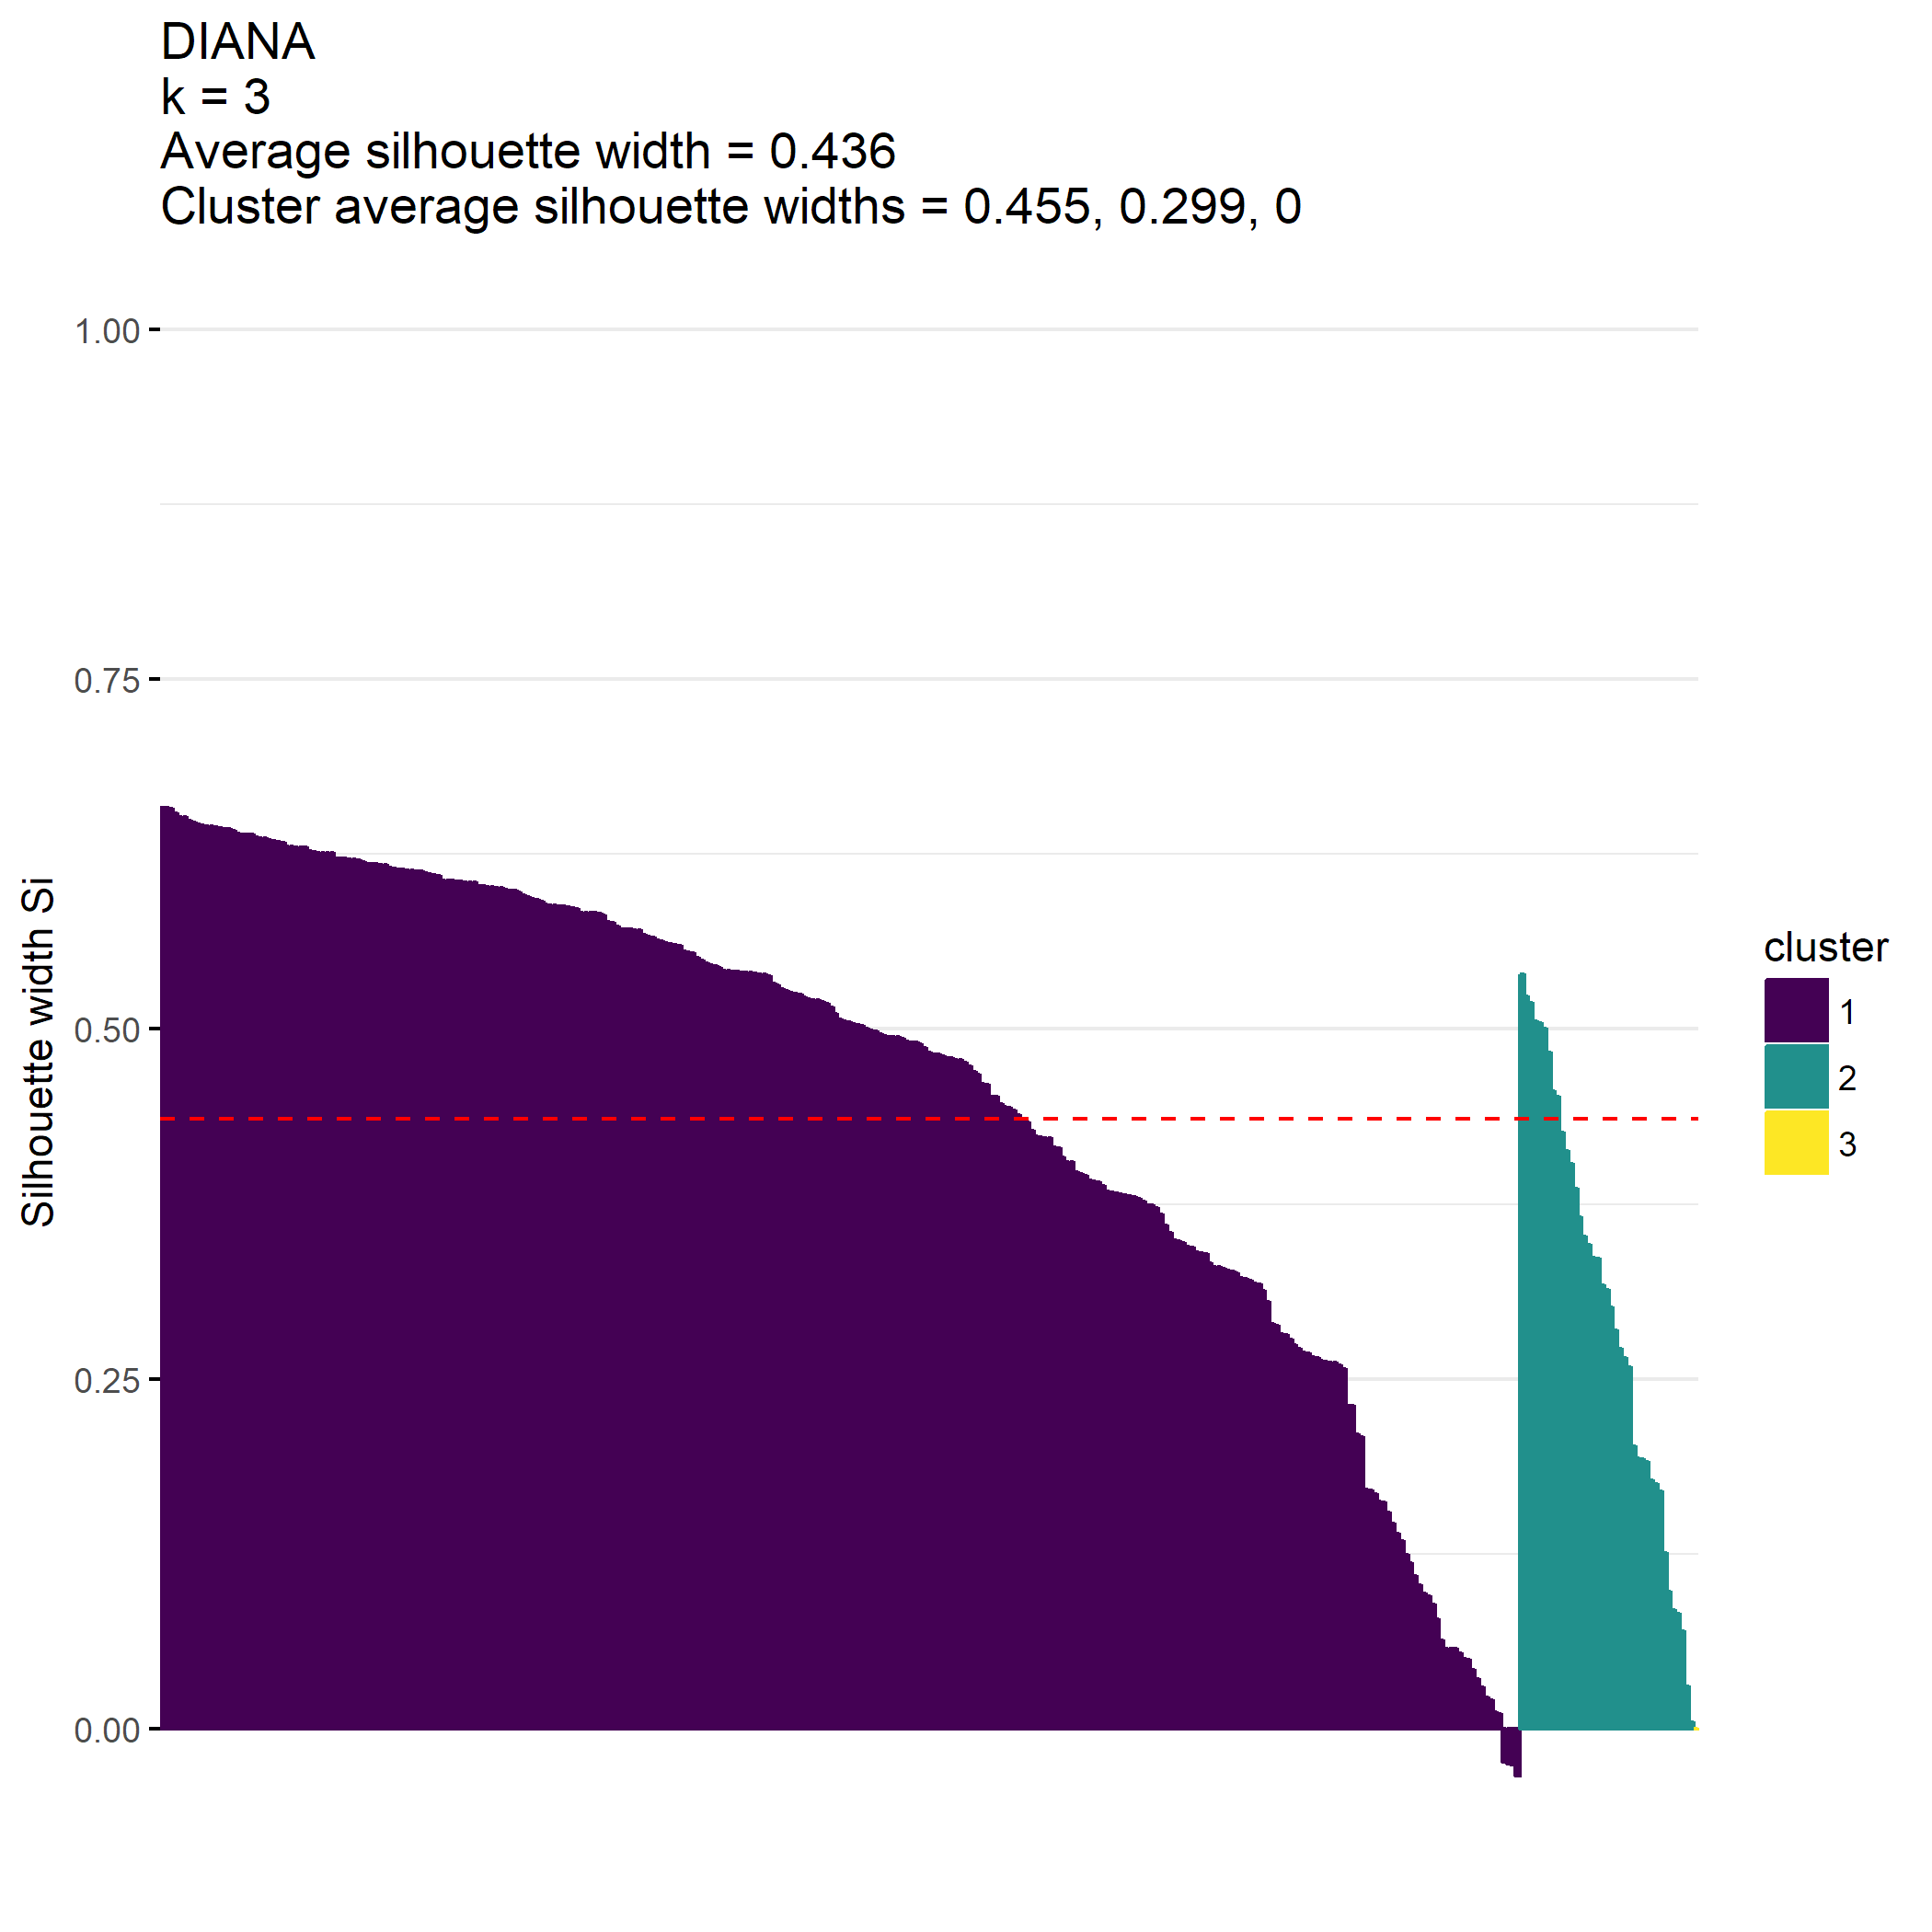 DIANA
k = 3
Average silhouette width = 0.436
Cluster average silhouette widths = 0.455, 0.299, 0
1.00
0.75
0.50
0.25
0.00
Silhouette width Si
cluster
1
2
3